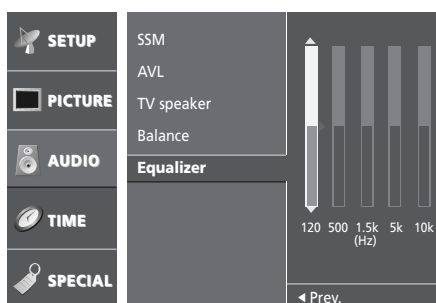 SETUP
PICTURE
AUDIO
TIME
SPECIAL
SSM
AVL
TV speaker
Balance
Equalizer
120 500 1.5k 5k 10k
(Hz)
◄ Prev.